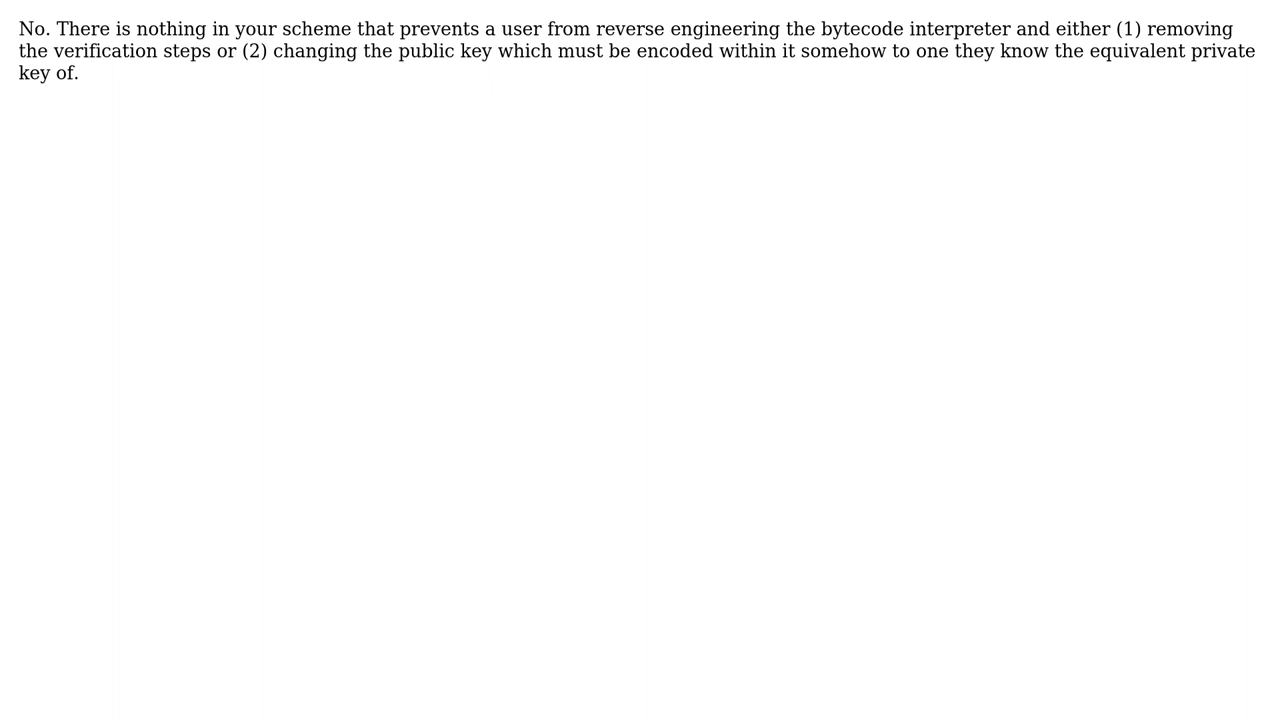 No. There is nothing in your scheme that prevents a user from reverse engineering the bytecode interpreter and either (1) removing
the verification steps or (2) changing the public key which must be encoded within it somehow to one they know the equivalent private
key of.